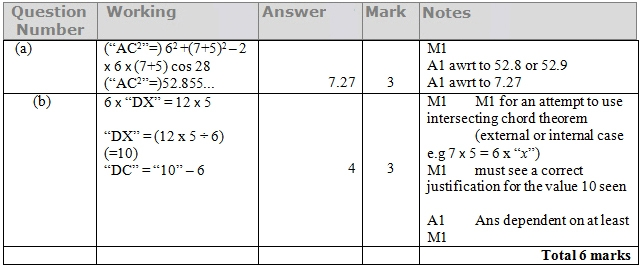 Question Number Working Answer Mark Notes
(a) (“AC²”=) 6² +(7+5)² – 2 M1
x 6 x (7+5) cos 28 A1 awrt to 52.8 or 52.9
(“AC²”=)52.855... 7.27 3 A1 awrt to 7.27
(b) 6 x “DX” = 12 x 5 M1 M1 for an attempt to use
intersecting chord theorem
“DX” = (12 x 5 ÷ 6) (external or internal case
(=10) e.g 7 x 5 = 6 x “x”)
“DC” = “10” – 6 4 3 M1 must see a correct
justification for the value 10 seen
A1 Ans dependent on at least
M1
Total 6 marks